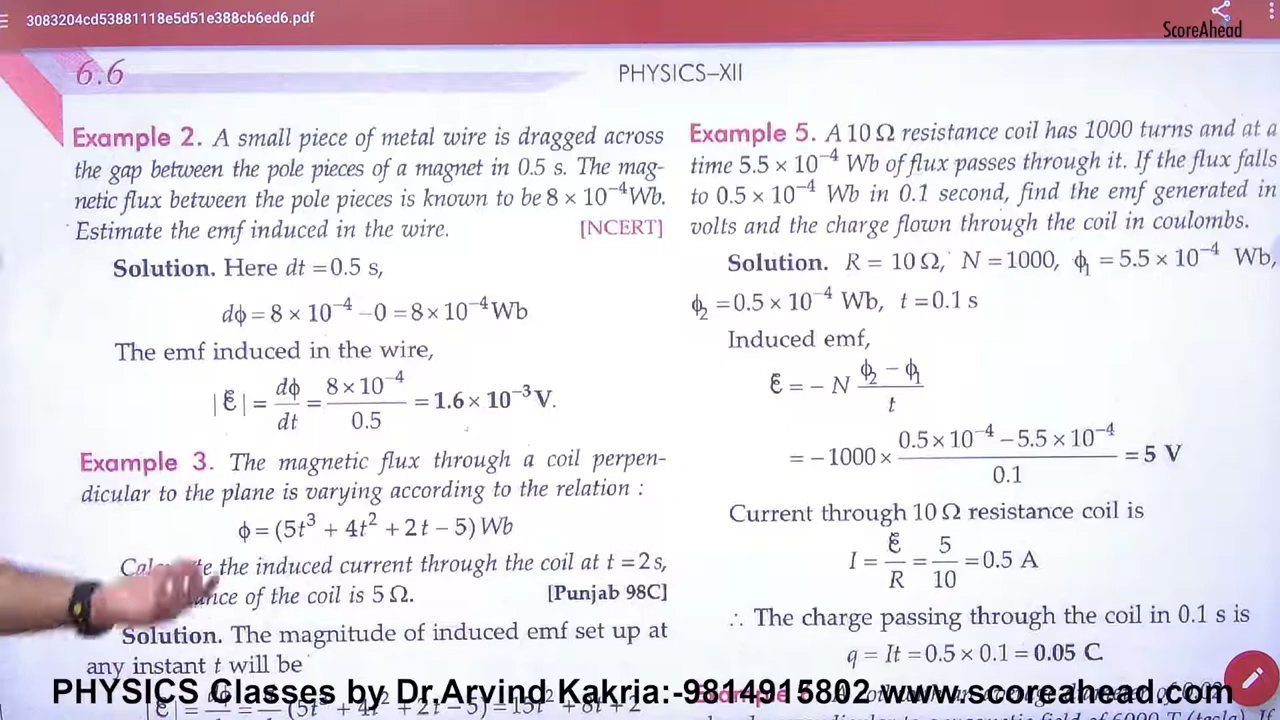 3083204cd53881118e5d51e388cb6ed6.pdf
ScoreAhead
6.6
PHYSICS–XII
Example 2. A small piece of metal wire is dragged across
the gap between the pole pieces of a magnet in 0.5 s. The mag-
netic flux between the pole pieces is known to be 8 × 10⁻⁴Wb.
Estimate the emf induced in the wire. [NCERT]
Solution. Here dt = 0.5 s,
dϕ = 8 × 10⁻⁴ – 0 = 8 × 10⁻⁴ Wb
The emf induced in the wire,
|ℰ| = dϕ/dt = 8 × 10⁻⁴/0.5 = 1.6 × 10⁻³ V.
Example 3. The magnetic flux through a coil perpen-
dicular to the plane is varying according to the relation :
ϕ = (5t³ + 4t² + 2t – 5) Wb
the induced current through the coil at t = 2 s,
of the coil is 5 Ω. [Punjab 98C]
Solution. The magnitude of induced emf set up at
any instant t will be
Example 5. A 10 Ω resistance coil has 1000 turns and at a
time 5.5 × 10⁻⁴ Wb of flux passes through it. If the flux falls
to 0.5 × 10⁻⁴ Wb in 0.1 second, find the emf generated in
volts and the charge flown through the coil in coulombs.
Solution. R = 10 Ω, N = 1000, ϕ₁ = 5.5 × 10⁻⁴ Wb,
ϕ₂ = 0.5 × 10⁻⁴ Wb, t = 0.1 s
Induced emf,
ℰ = – N (ϕ₂ – ϕ₁)/t
= – 1000 × (0.5 × 10⁻⁴ – 5.5 × 10⁻⁴)/0.1 = 5 V
Current through 10 Ω resistance coil is
I = ℰ/R = 5/10 = 0.5 A
∴ The charge passing through the coil in 0.1 s is
q = It = 0.5 × 0.1 = 0.05 C.
PHYSICS Classes by Dr,Arvind Kakria:-9814915802 www.scoreahead.com